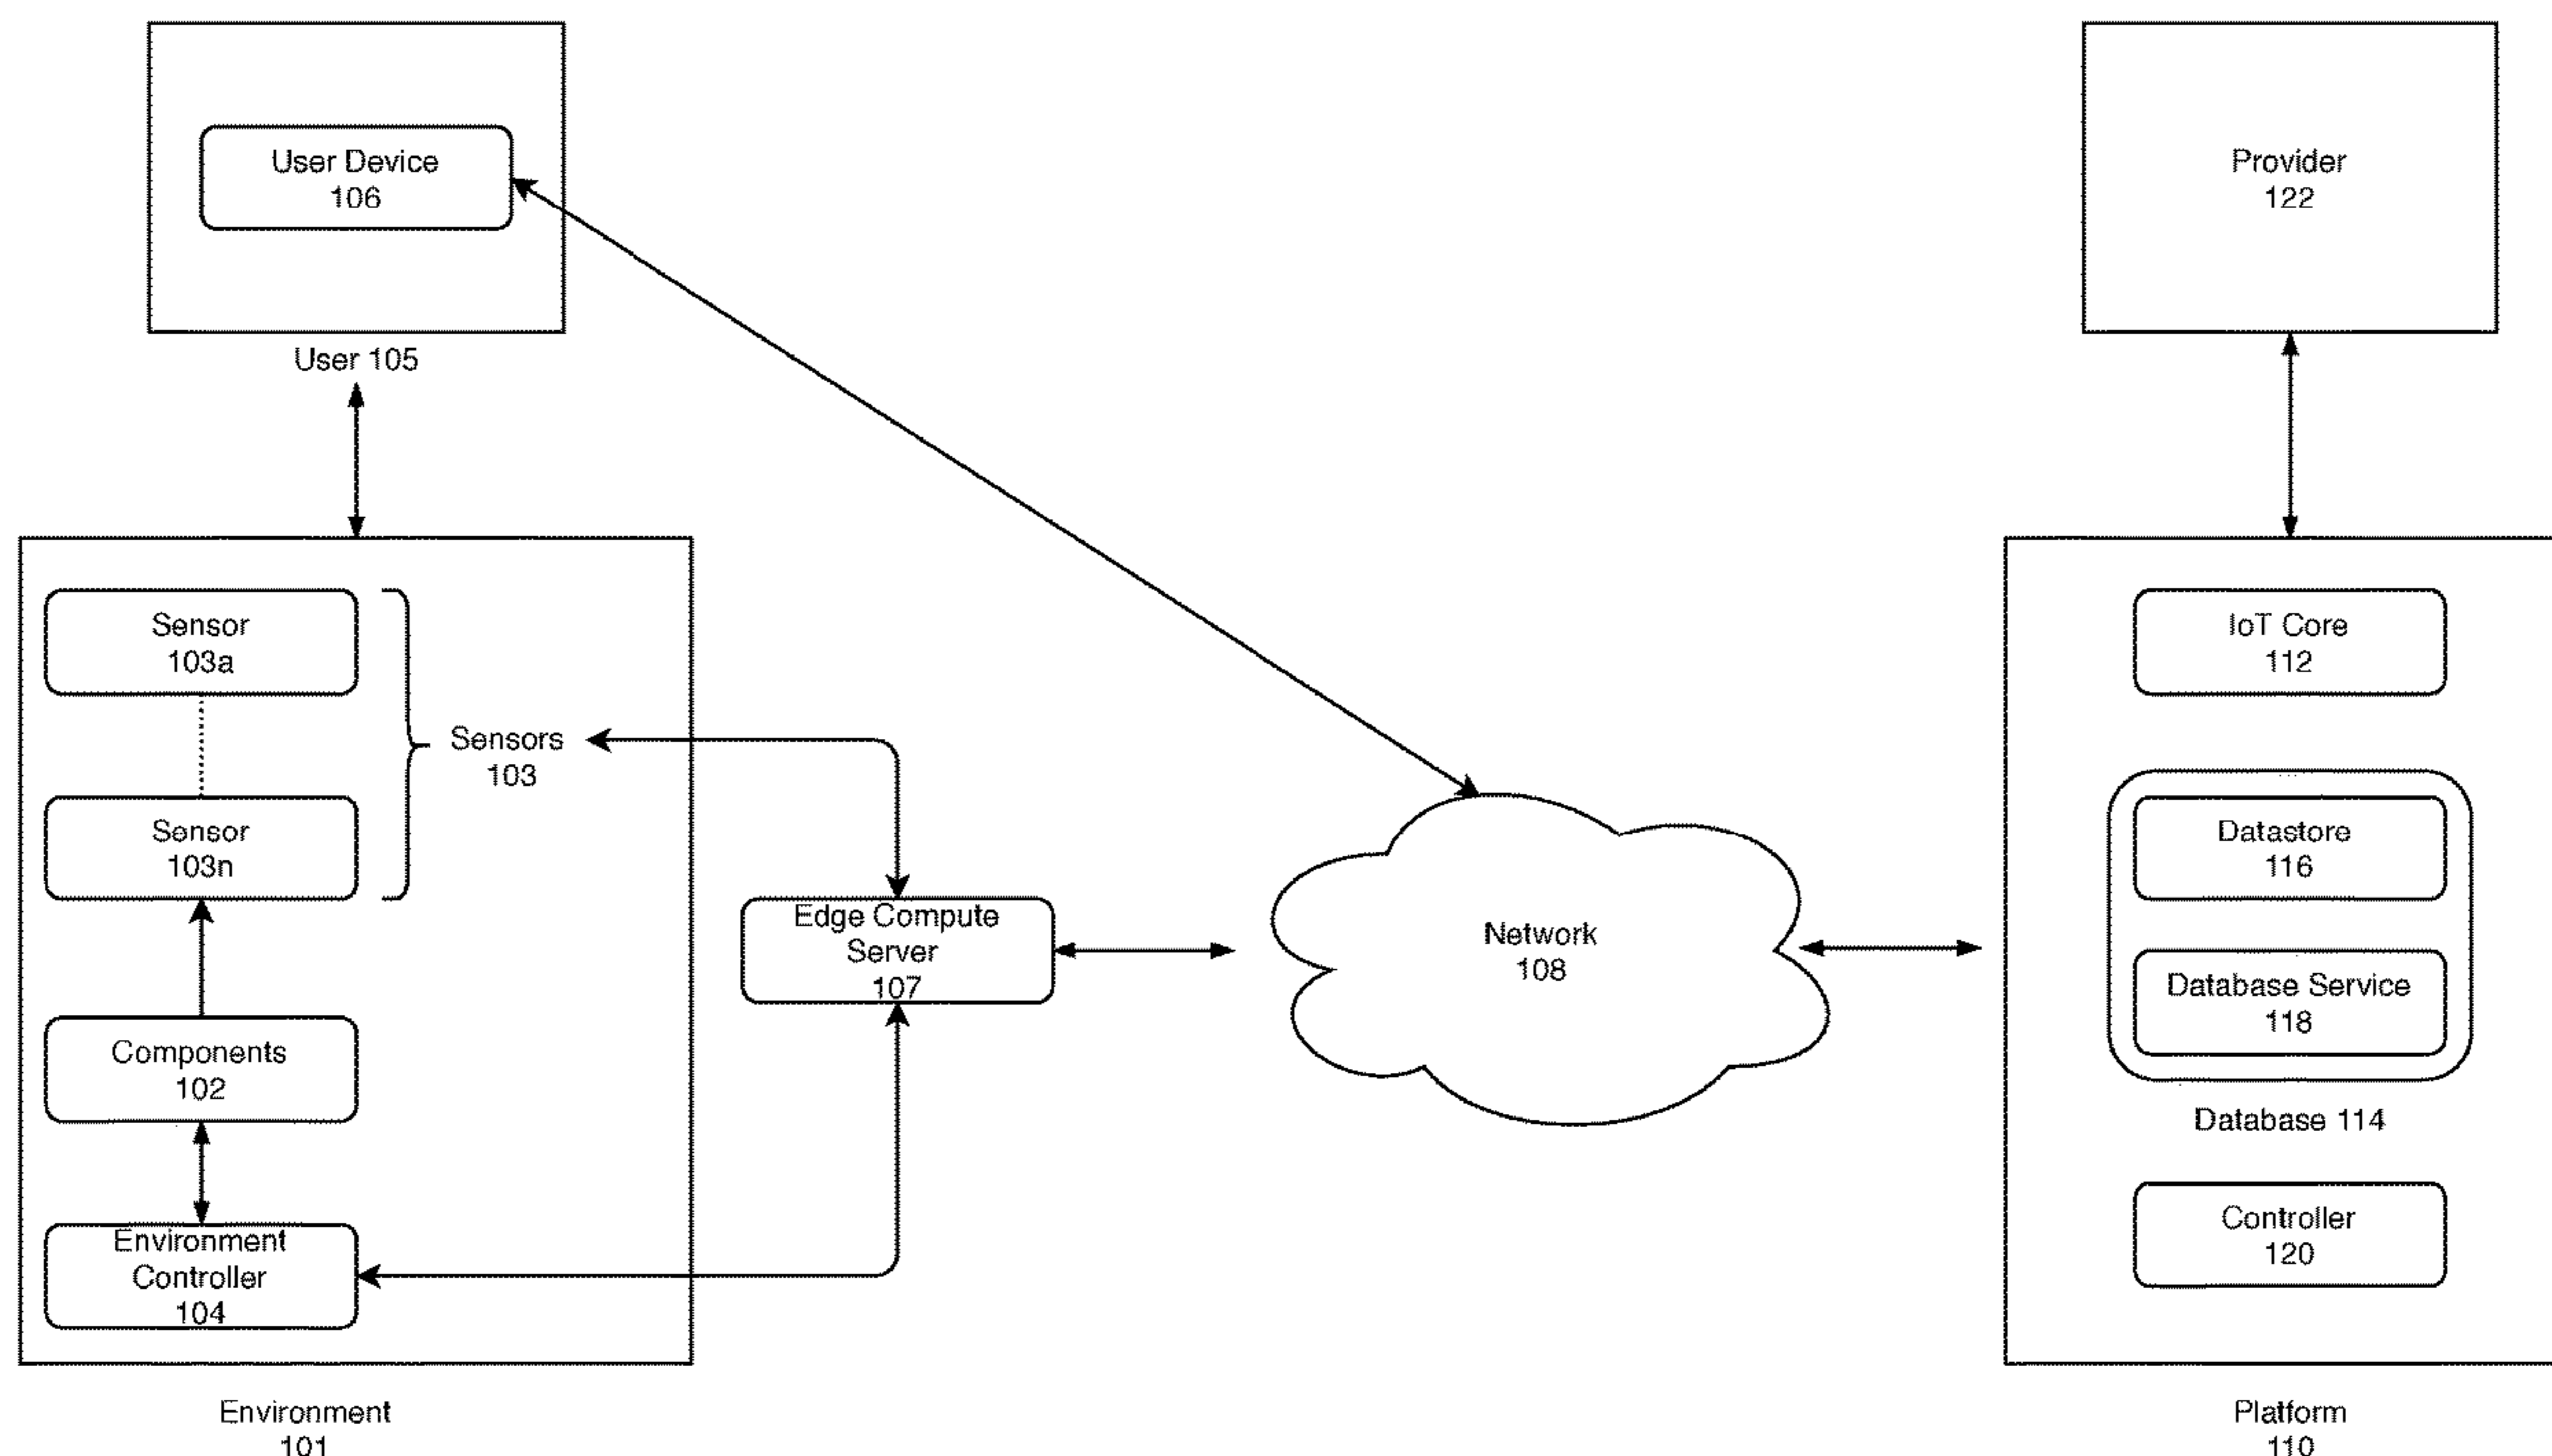 User Device
106
User 105
Provider
122
Sensor
103a
Sensors
103
Sensor
103n
Components
102
Environment
Controller
104
Environment
101
Edge Compute
Server
107
Network
108
IoT Core
112
Datastore
116
Database Service
118
Database 114
Controller
120
Platform
110